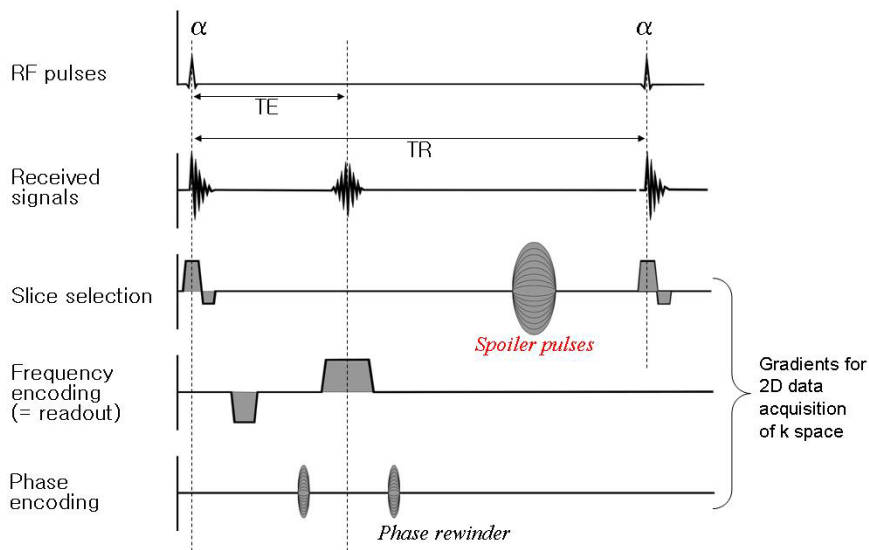 α
α
RF pulses
TE
TR
Received
signals
Slice selection
Spoiler pulses
Frequency
encoding
(= readout)
Gradients for
2D data
acquisition
of k space
Phase
encoding
Phase rewinder